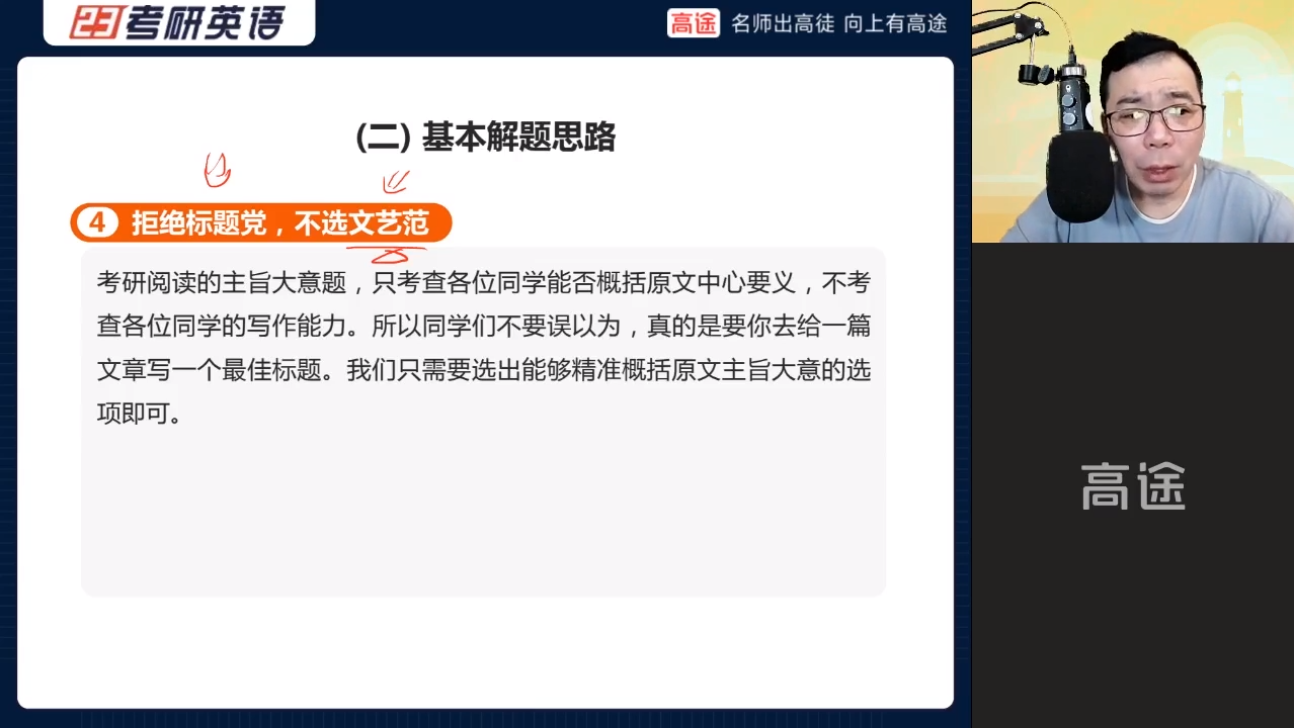 23考研英语
高途 名师出高徒 向上有高途
(二) 基本解题思路
4 拒绝标题党，不选文艺范
考研阅读的主旨大意题，只考查各位同学能否概括原文中心要义，不考
查各位同学的写作能力。所以同学们不要误以为，真的是要你去给一篇
文章写一个最佳标题。我们只需要选出能够精准概括原文主旨大意的选
项即可。
高途